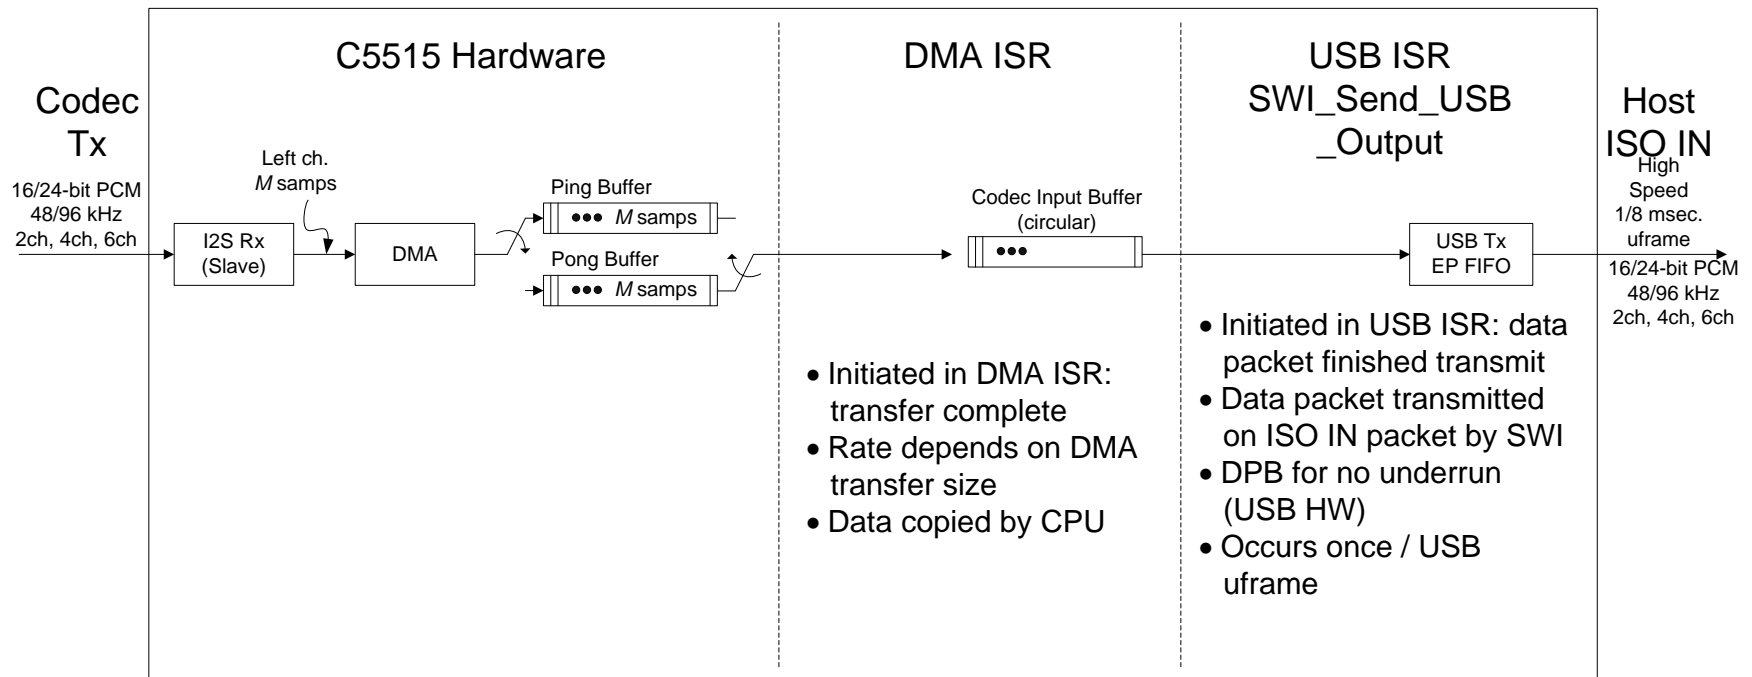 C5515 Hardware
DMA ISR
USB ISR
SWI_Send_USB
_Output
Codec
Tx
16/24-bit PCM
48/96 kHz
2ch, 4ch, 6ch
Left ch.
M samps
I2S Rx
(Slave)
DMA
Ping Buffer
●●● M samps
Pong Buffer
●●● M samps
Codec Input Buffer
(circular)
●●●
USB Tx
EP FIFO
Host
ISO IN
High
Speed
1/8 msec.
uframe
16/24-bit PCM
48/96 kHz
2ch, 4ch, 6ch
• Initiated in DMA ISR:
transfer complete
• Rate depends on DMA
transfer size
• Data copied by CPU
• Initiated in USB ISR: data
packet finished transmit
• Data packet transmitted
on ISO IN packet by SWI
• DPB for no underrun
(USB HW)
• Occurs once / USB
uframe